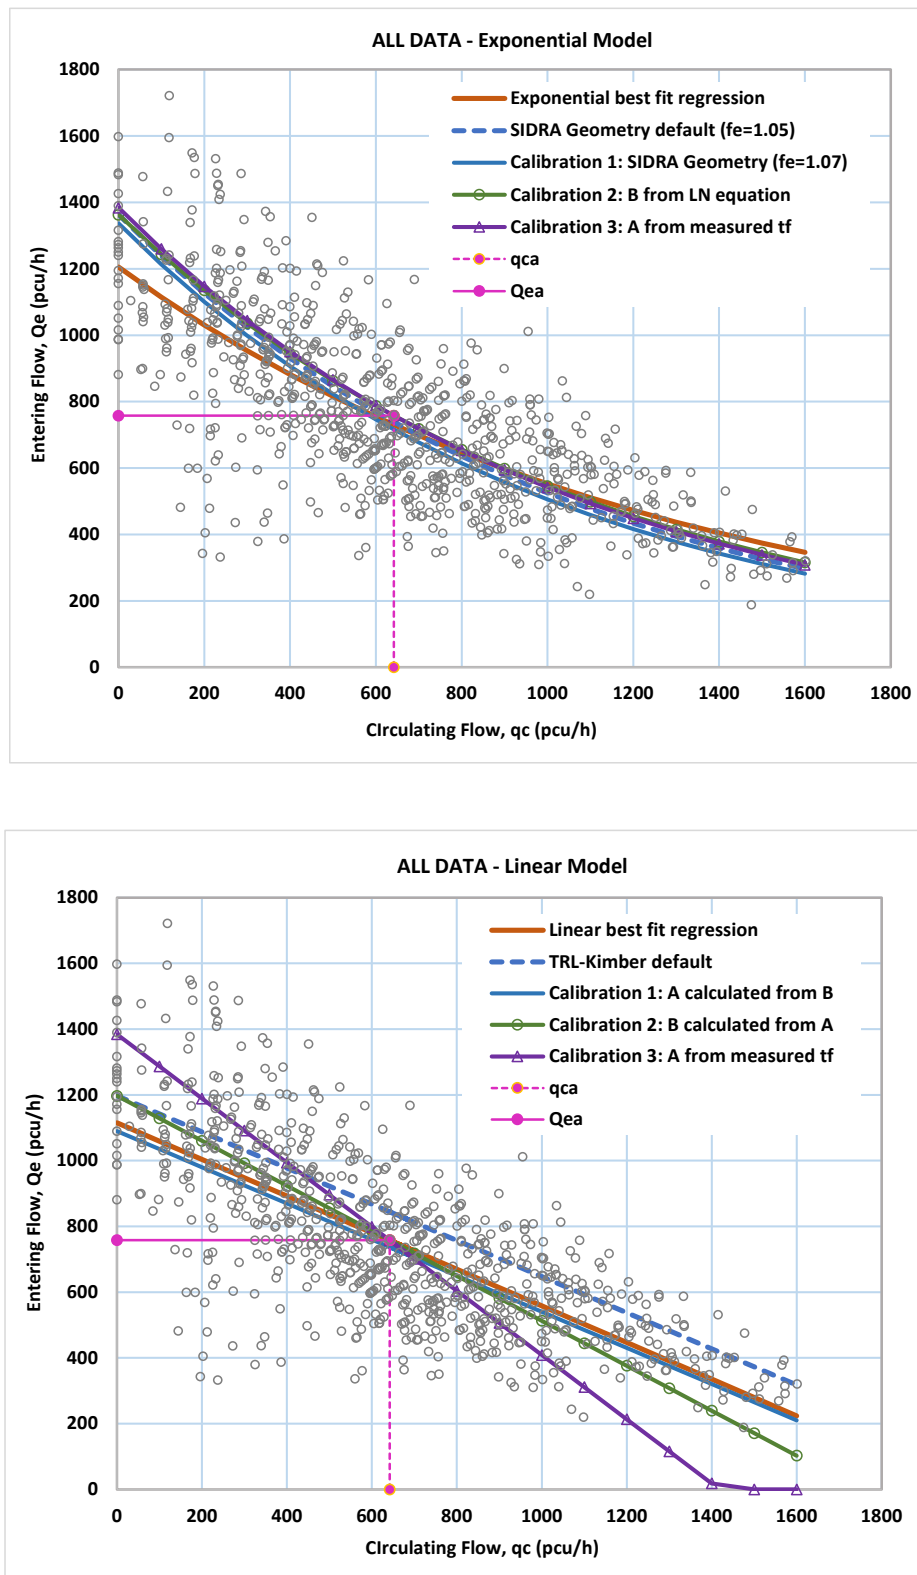 ALL DATA - Exponential Model
1800
1600
1400
1200
1000
800
600
400
200
0
Entering Flow, Qe (pcu/h)
Exponential best fit regression
SIDRA Geometry default (fe=1.05)
Calibration 1: SIDRA Geometry (fe=1.07)
Calibration 2: B from LN equation
Calibration 3: A from measured tf
qca
Qea
0 200 400 600 800 1000 1200 1400 1600 1800
CIrculating Flow, qc (pcu/h)
ALL DATA - Linear Model
1800
1600
1400
1200
1000
800
600
400
200
0
Entering Flow, Qe (pcu/h)
Linear best fit regression
TRL-Kimber default
Calibration 1: A calculated from B
Calibration 2: B calculated from A
Calibration 3: A from measured tf
qca
Qea
0 200 400 600 800 1000 1200 1400 1600 1800
CIrculating Flow, qc (pcu/h)